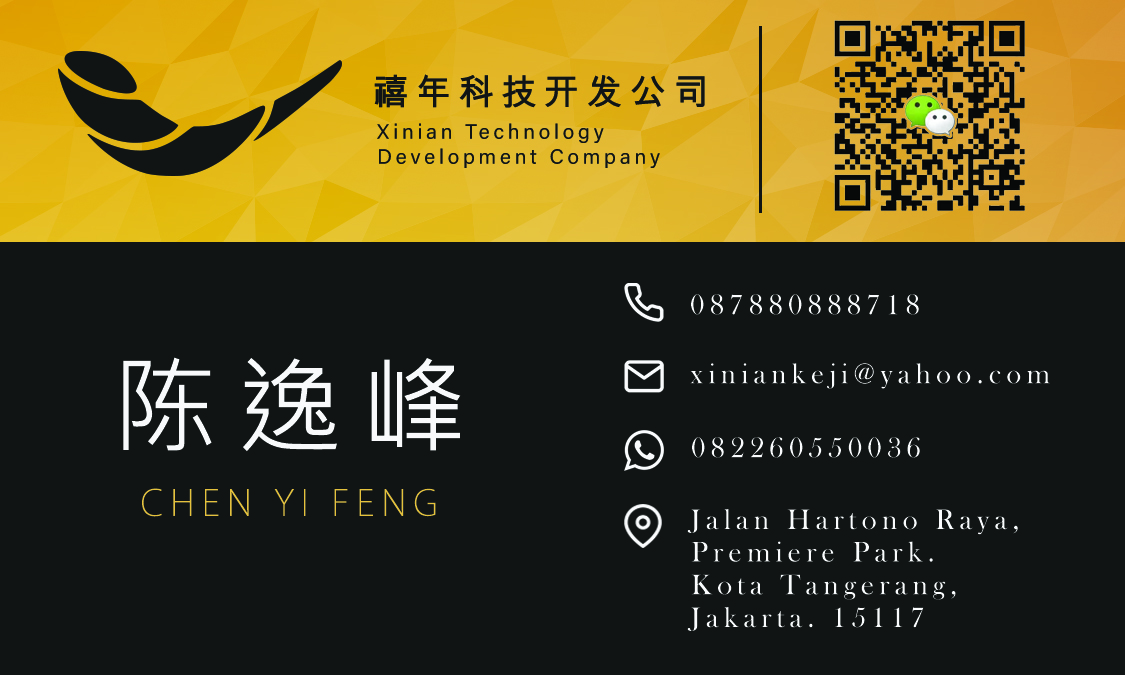 禧年科技开发公司
Xinian Technology
Development Company
陈逸峰
CHEN YI FENG
087880888718
xiniankeji@yahoo.com
082260550036
Jalan Hartono Raya,
Premiere Park.
Kota Tangerang,
Jakarta. 15117